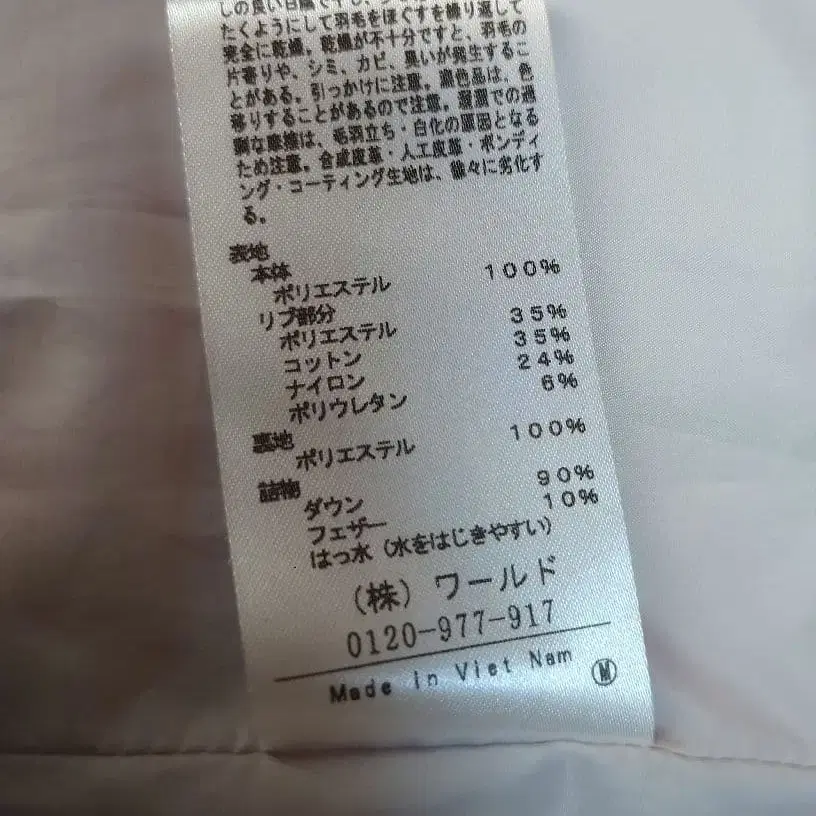 しの良い日陰で干し、
たくようにして羽毛をほぐすを繰り返して
完全に乾燥。乾燥が不十分ですと、羽毛の
片寄りや、シミ、カビ、臭いが発生するこ
とがある。引っかけに注意。濃色品は、色
移りすることがあるので注意。湿潤での過
剰な摩擦は、毛羽立ち・白化の原因となる
ため注意。合成皮革・人工皮革・ボンディ
ング・コーティング生地は、徐々に劣化す
る。
表地
本体
ポリエステル 100%
リブ部分
ポリエステル 35%
コットン 35%
ナイロン 24%
ポリウレタン 6%
裏地
ポリエステル 100%
詰物
ダウン 90%
フェザー 10%
はっ水（水をはじきやすい）
（株）ワールド
0120-977-917
Made in Viet Nam M